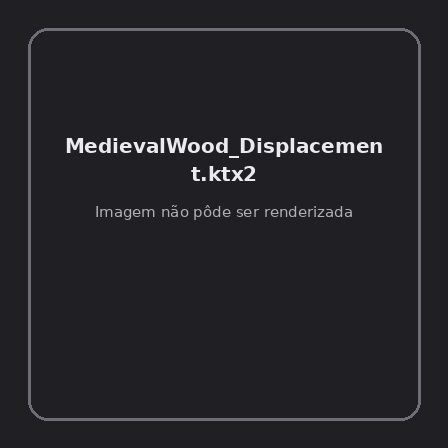 MedievalWood_Displacemen
t.ktx2
Imagem não pôde ser renderizada